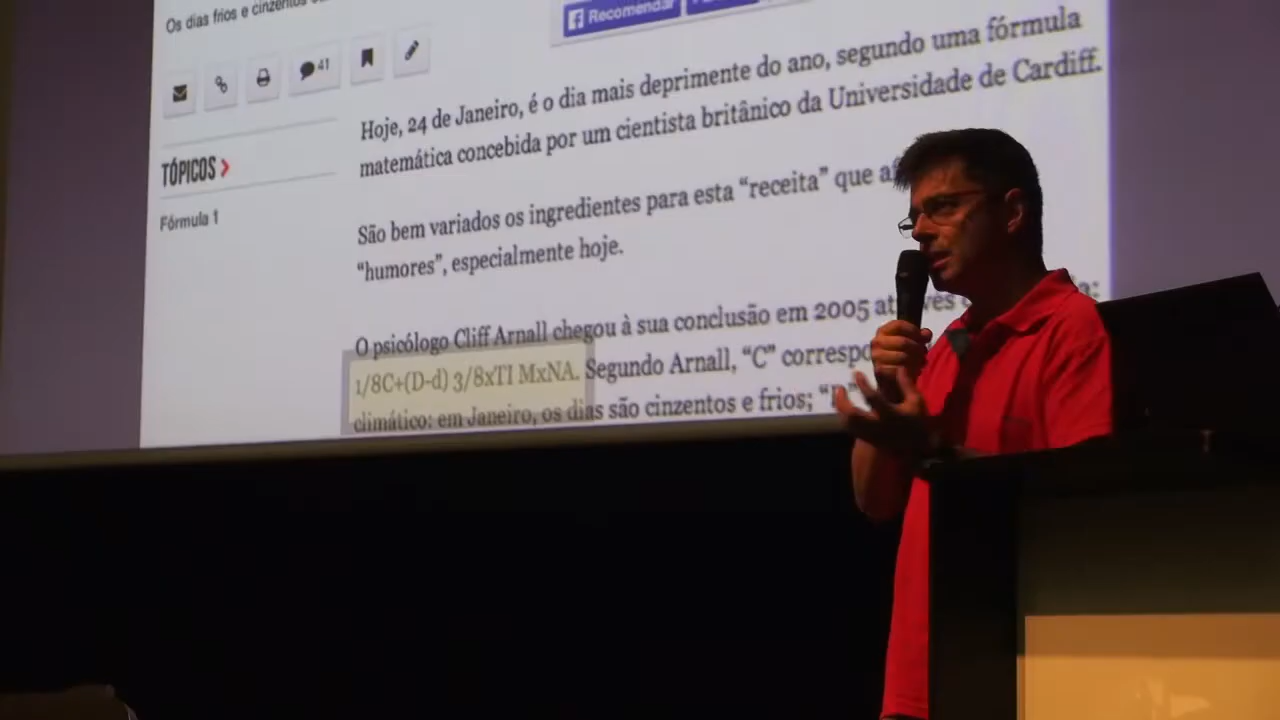 Os dias frios e cinzentos
Recomendar
41
Hoje, 24 de Janeiro, é o dia mais deprimente do ano, segundo uma fórmula
matemática concebida por um cientista britânico da Universidade de Cardiff.
TÓPICOS
Fórmula 1
São bem variados os ingredientes para esta “receita” que
“humores”, especialmente hoje.
O psicólogo Cliff Arnall chegou à sua conclusão em 2005
1/8C+(D-d) 3/8xTI MxNA. Segundo Arnall, “C”
climático: em Janeiro, os dias são cinzentos e frios;